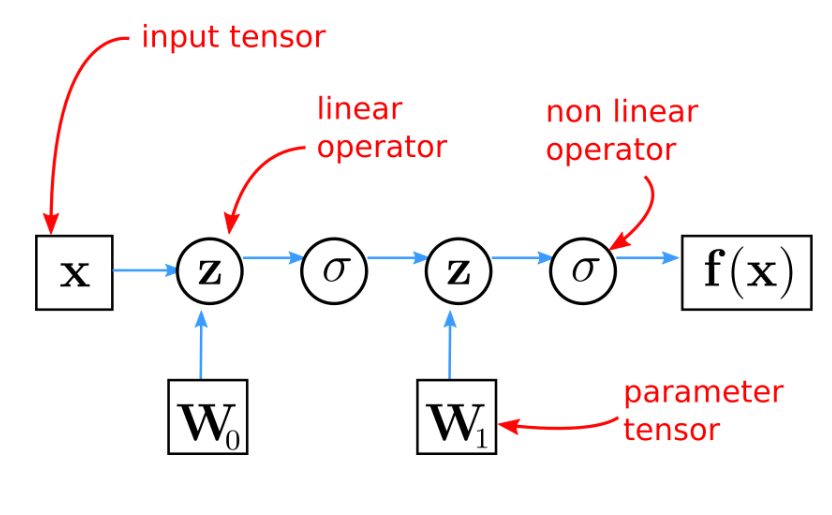 input tensor
linear
operator
non linear
operator
x
z
σ
z
σ
f(x)
W₀
W₁
parameter
tensor